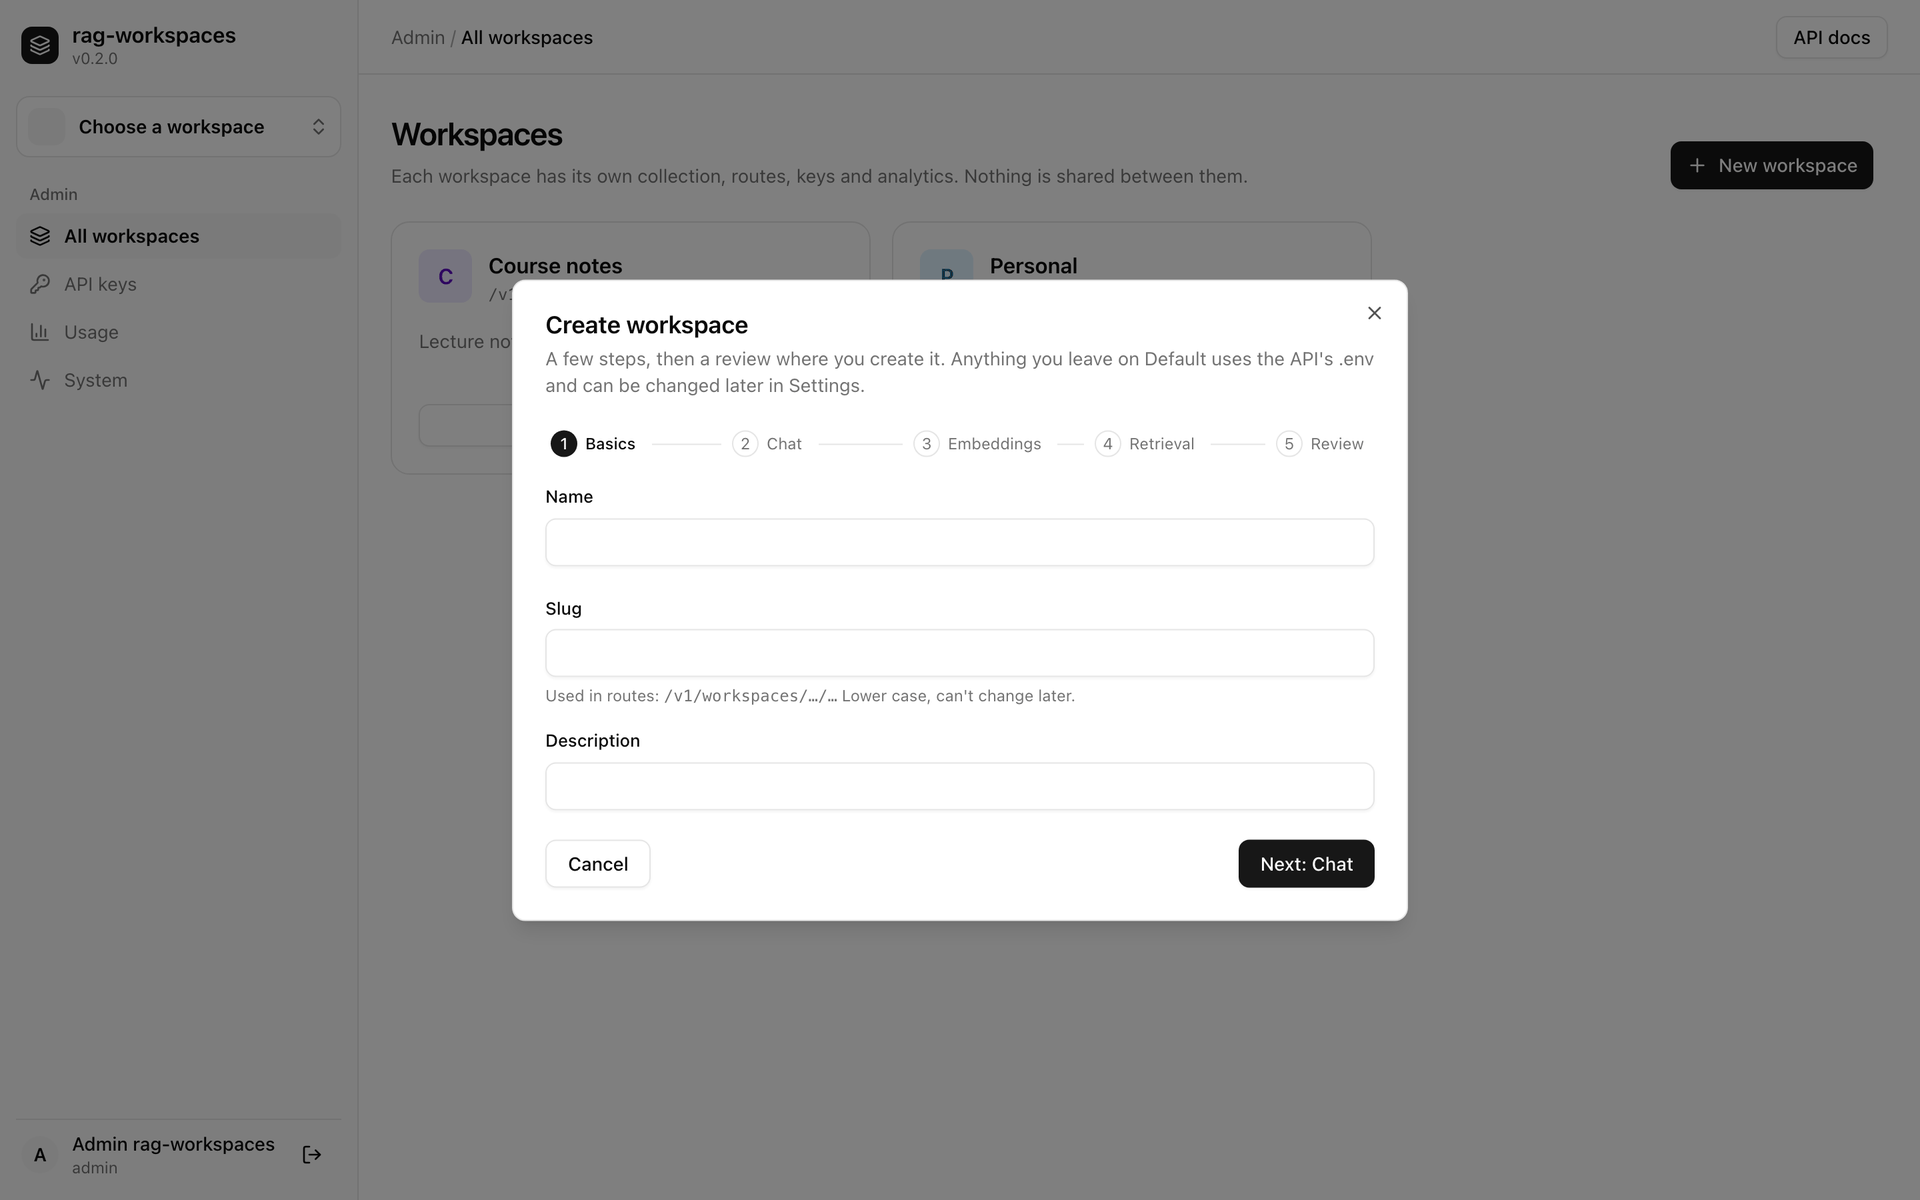 rag-workspaces
v0.2.0
Choose a workspace
Admin
All workspaces
API keys
Usage
System
Admin rag-workspaces
admin
A
Admin / All workspaces
API docs
Workspaces
Each workspace has its own collection, routes, keys and analytics. Nothing is shared between them.
+ New workspace
C
Course notes
/v1
Lecture no
Personal
Create workspace
A few steps, then a review where you create it. Anything you leave on Default uses the API's .env
and can be changed later in Settings.
1 Basics 2 Chat 3 Embeddings 4 Retrieval 5 Review
Name
Slug
Used in routes: /v1/workspaces/…/… Lower case, can't change later.
Description
Cancel
Next: Chat